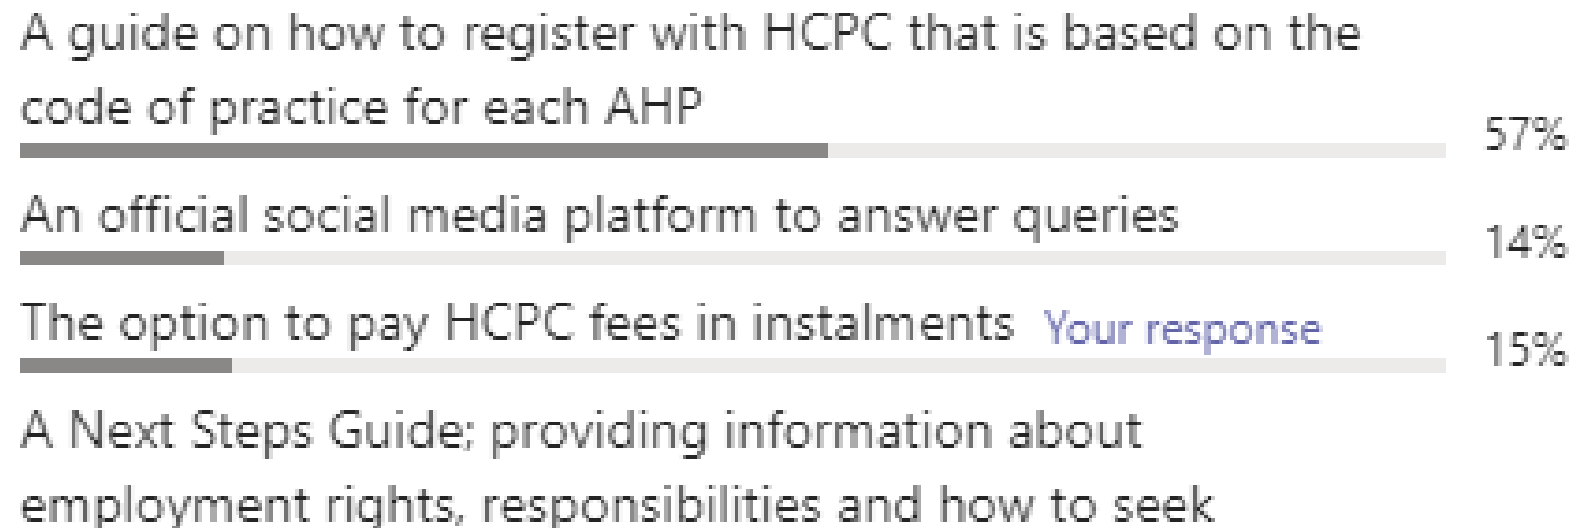 A guide on how to register with HCPC that is based on the
code of practice for each AHP
57%
An official social media platform to answer queries
14%
The option to pay HCPC fees in instalments Your response
15%
A Next Steps Guide; providing information about
employment rights, responsibilities and how to seek